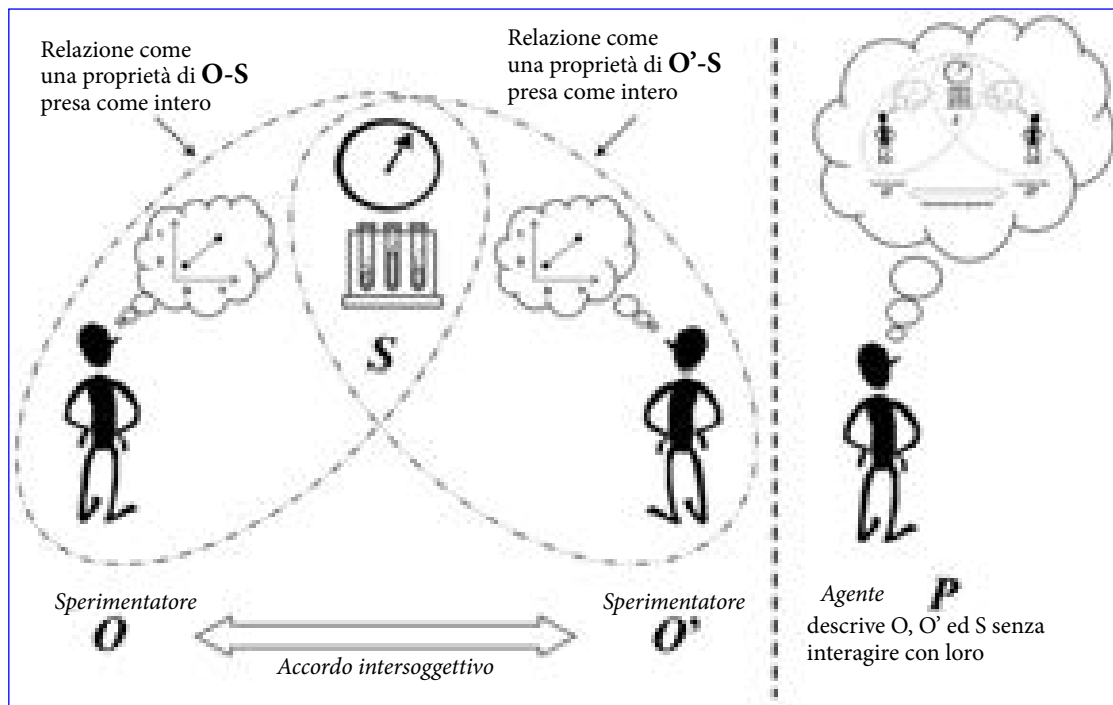 Relazione come
una proprietà di O-S
presa come intero
Relazione come
una proprietà di O'-S
presa come intero
S
Sperimentatore
O
Accordo intersoggettivo
Sperimentatore
O'
Agente P
descrive O, O' ed S senza
interagire con loro